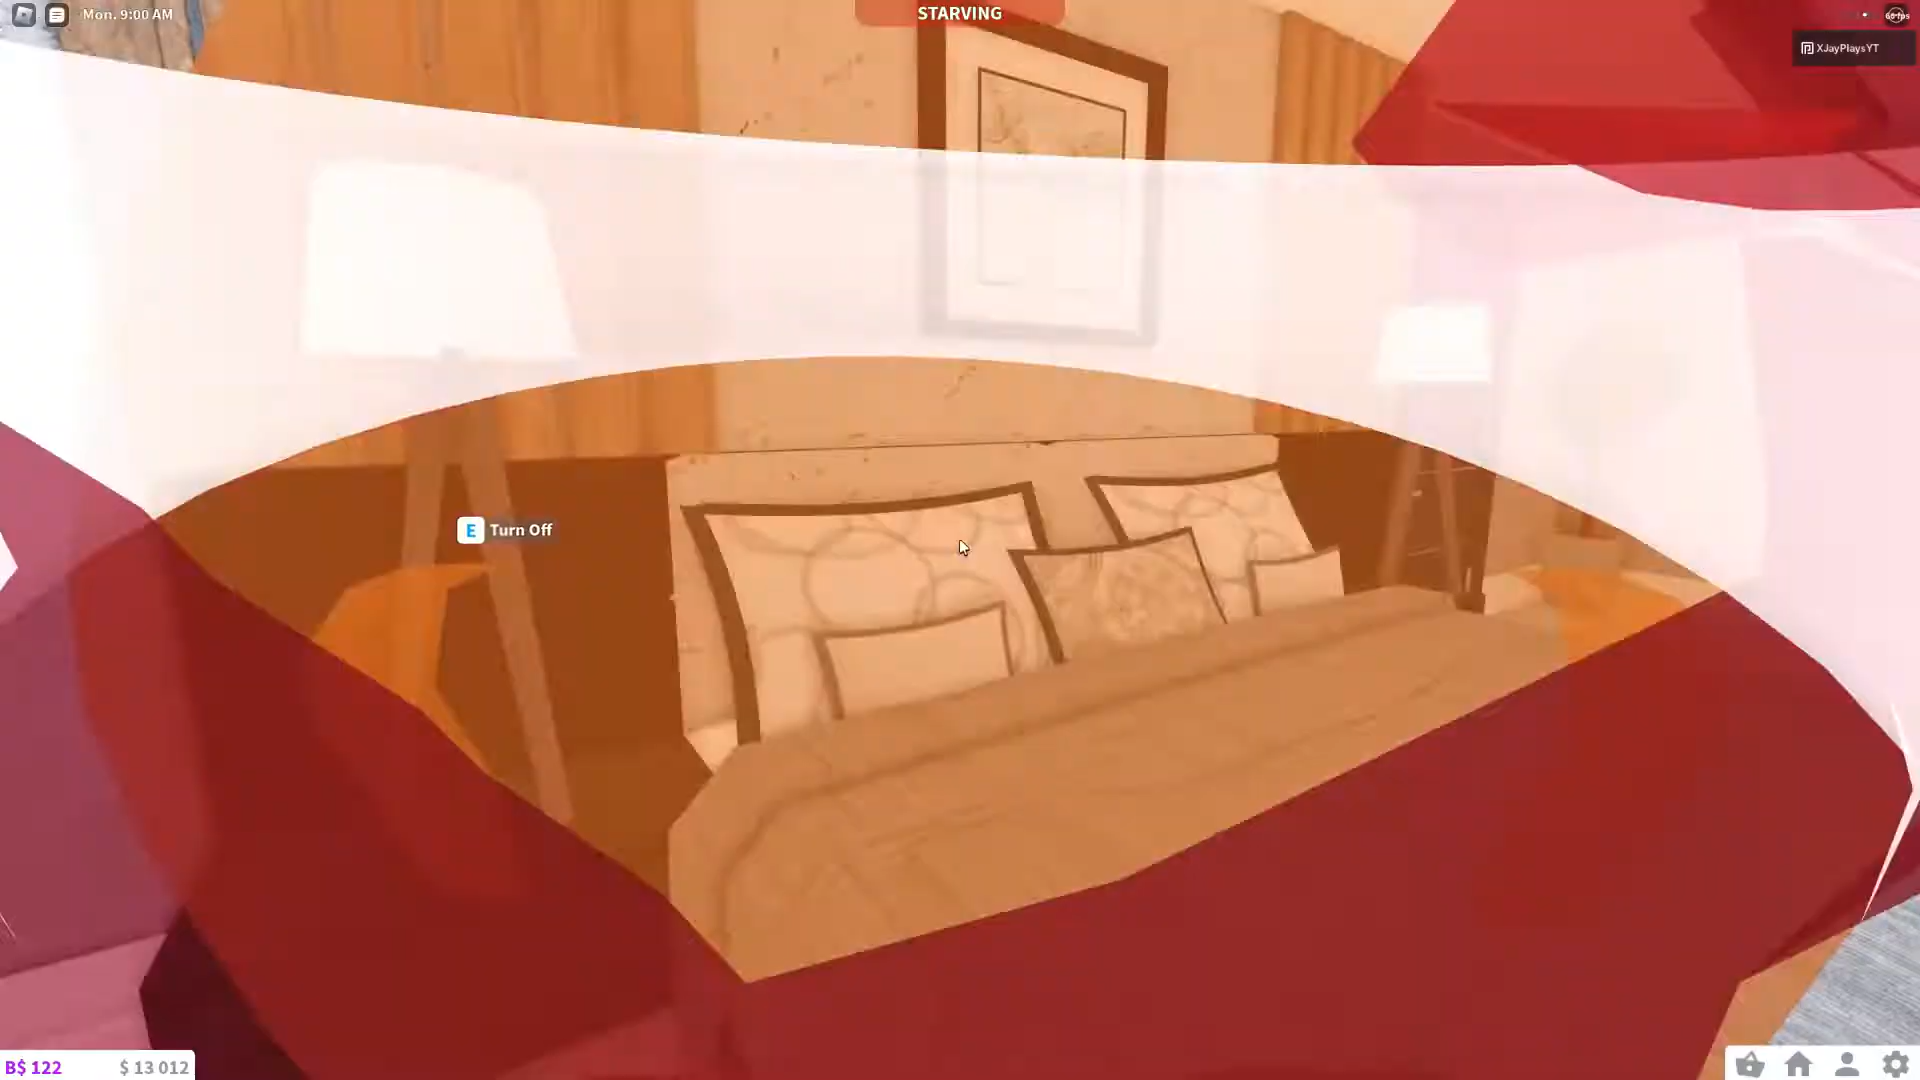 Mon. 9:00 AM
STARVING
XJayPlaysYT
E Turn Off
B$ 122
$ 13 012